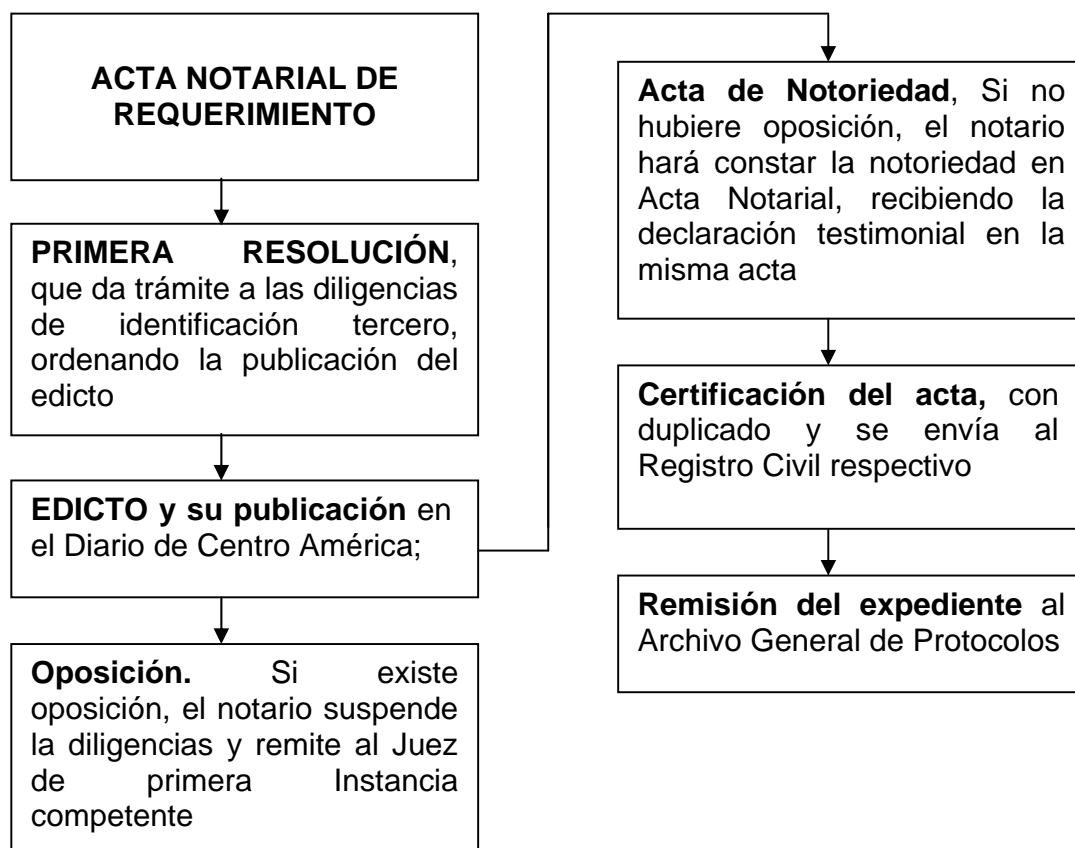 ACTA NOTARIAL DE
REQUERIMIENTO
PRIMERA RESOLUCIÓN,
que da trámite a las diligencias
de identificación tercero,
ordenando la publicación del
edicto
EDICTO y su publicación en
el Diario de Centro América;
Oposición. Si existe
oposición, el notario suspende
la diligencias y remite al Juez
de primera Instancia
competente
Acta de Notoriedad, Si no
hubiere oposición, el notario
hará constar la notoriedad en
Acta Notarial, recibiendo la
declaración testimonial en la
misma acta
Certificación del acta, con
duplicado y se envía al
Registro Civil respectivo
Remisión del expediente al
Archivo General de Protocolos